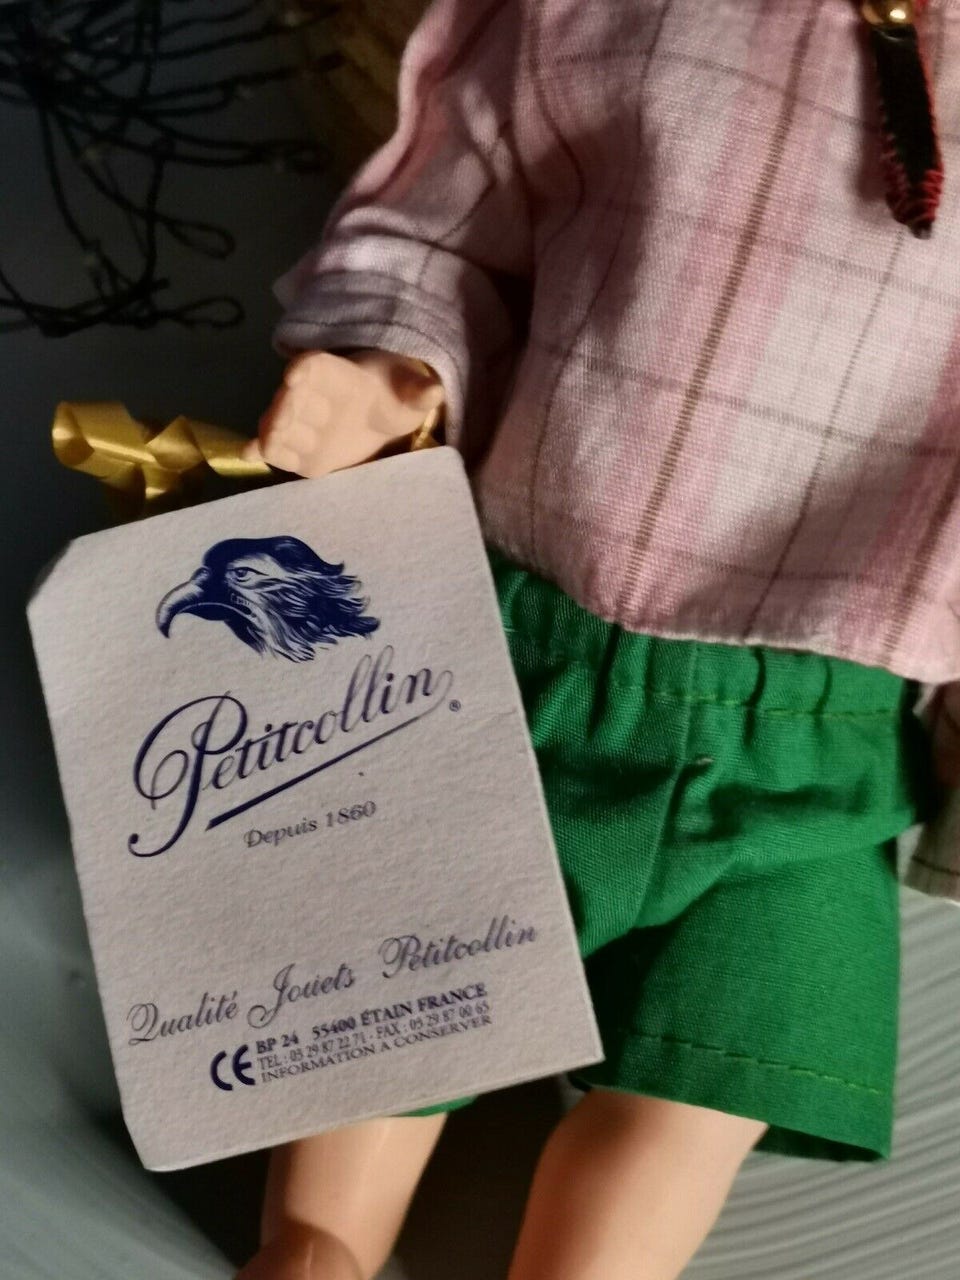 Petitcollin®
Depuis 1860
Qualité Jouets Petitcollin
CE BP 24 55400 ÉTAIN FRANCE
TEL : 03 29 87 22 71 - FAX : 03 29 87 00 65
INFORMATION A CONSERVER